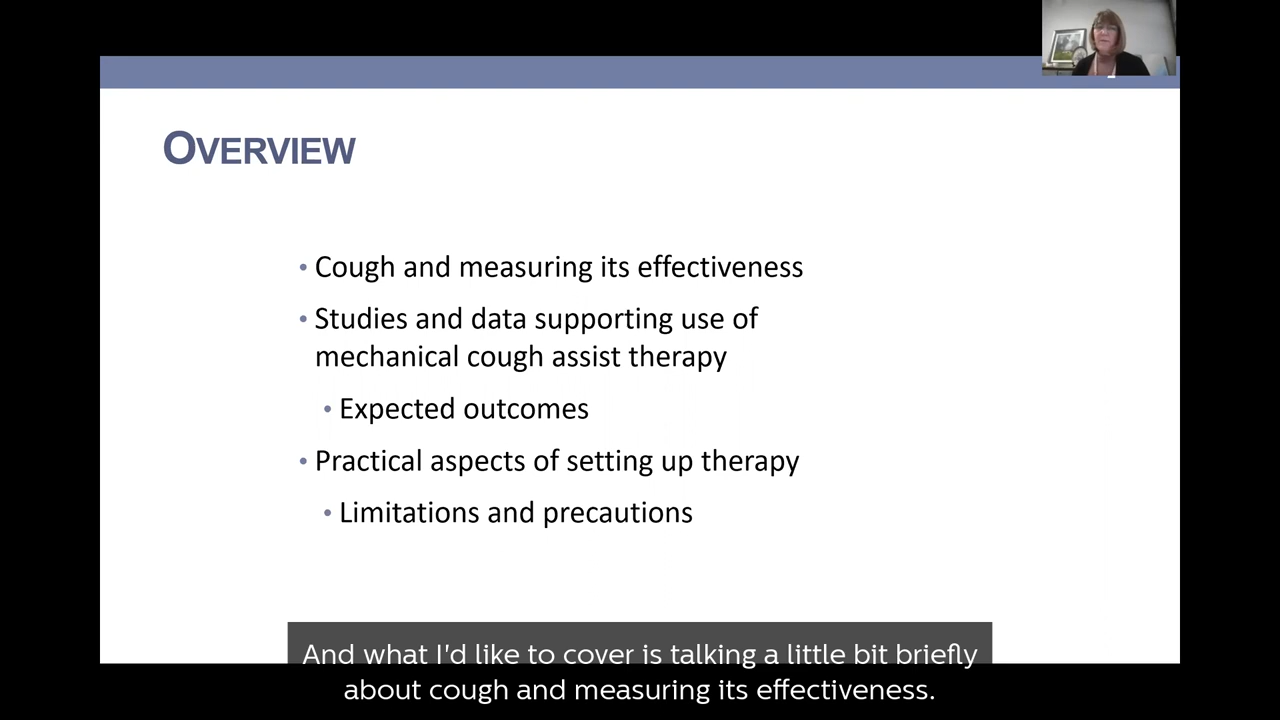 OVERVIEW
• Cough and measuring its effectiveness
• Studies and data supporting use of
mechanical cough assist therapy
• Expected outcomes
• Practical aspects of setting up therapy
• Limitations and precautions
And what I'd like to cover is talking a little bit briefly
about cough and measuring its effectiveness.